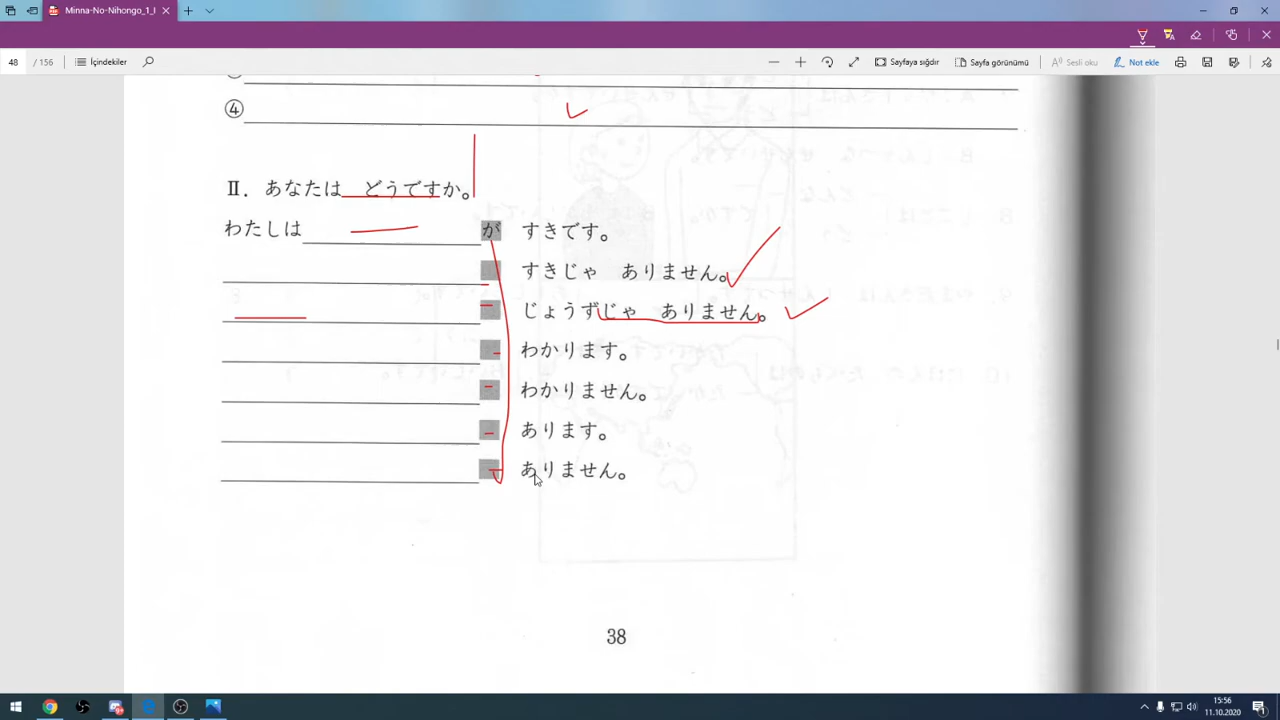 Minna-No-Nihongo_1_I
48 / 156 İçindekiler Sayfaya sığdır Sayfa görünümü Sesli oku Not ekle
④
Ⅱ. あなたは どうですか。
わたしは が すきです。
すきじゃ ありません。
じょうずじゃ ありません。
わかります。
わかりません。
あります。
ありません。
38
15:56
11.10.2020